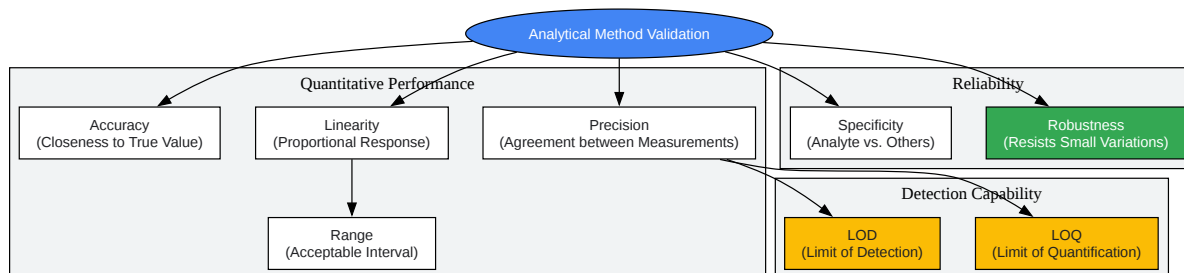 Analytical Method Validation
Quantitative Performance
Reliability
Accuracy
(Closeness to True Value)
Linearity
(Proportional Response)
Precision
(Agreement between Measurements)
Specificity
(Analyte vs. Others)
Robustness
(Resists Small Variations)
Detection Capability
Range
(Acceptable Interval)
LOD
(Limit of Detection)
LOQ
(Limit of Quantification)